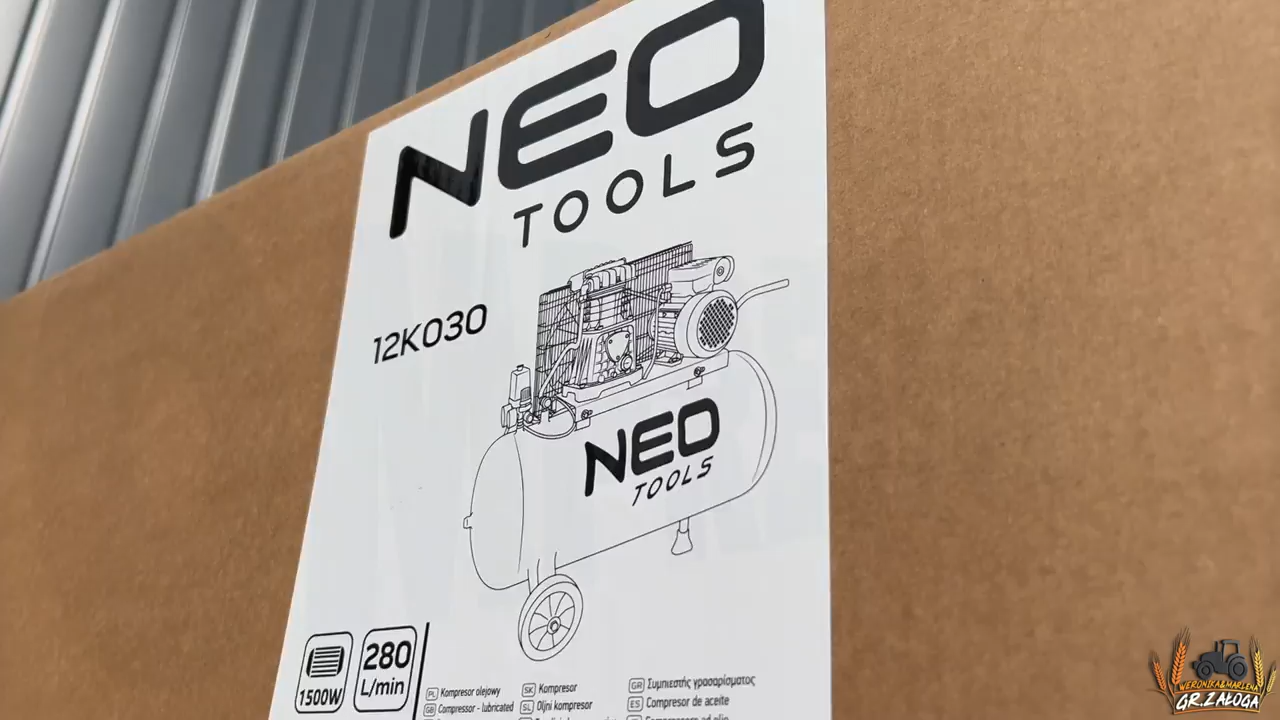 NEO
TOOLS
12K030
NEO
TOOLS
1500W
280
L/min
PL Kompresor olejowy
GB Compressor - lubricated
SK Kompresor
SL Oljni kompresor
GR Συμπιεστής γρασαρίσματος
ES Compresor de aceite
WERONIKA&MARLENA
GR.ZAŁOGA